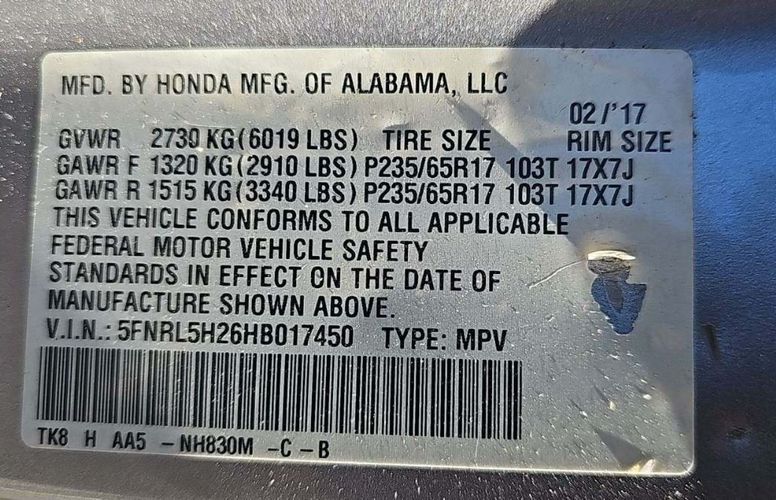 MFD. BY HONDA MFG. OF ALABAMA, LLC
02/'17
GVWR 2730 KG(6019 LBS) TIRE SIZE RIM SIZE
GAWR F 1320 KG(2910 LBS) P235/65R17 103T 17X7J
GAWR R 1515 KG(3340 LBS) P235/65R17 103T 17X7J
THIS VEHICLE CONFORMS TO ALL APPLICABLE
FEDERAL MOTOR VEHICLE SAFETY
STANDARDS IN EFFECT ON THE DATE OF
MANUFACTURE SHOWN ABOVE.
V.I.N.: 5FNRL5H26HB017450 TYPE: MPV
TK8 H AA5 -NH830M -C -B